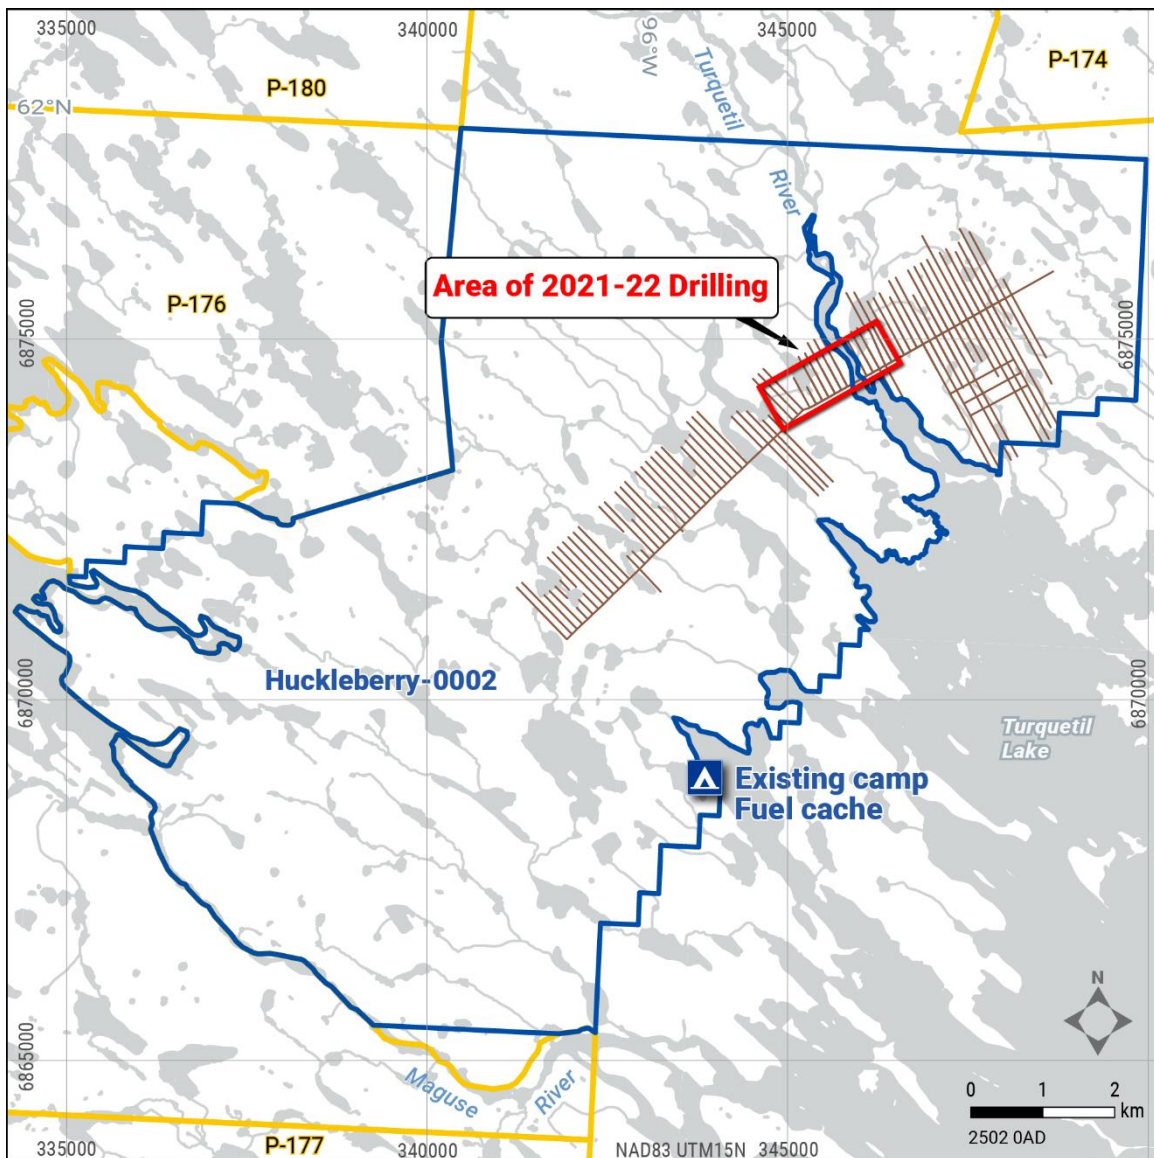 335000
340000
345000
96°W
Turquetil
River
P-174
P-180
62°N
P-176
Area of 2021-22 Drilling
6875000
6875000
Huckleberry-0002
6870000
6870000
Turquetil
Lake
Existing camp
Fuel cache
N
6865000
Maguse
River
0 1 2
km
2502 0AD
335000
P-177
340000
NAD83 UTM15N
345000